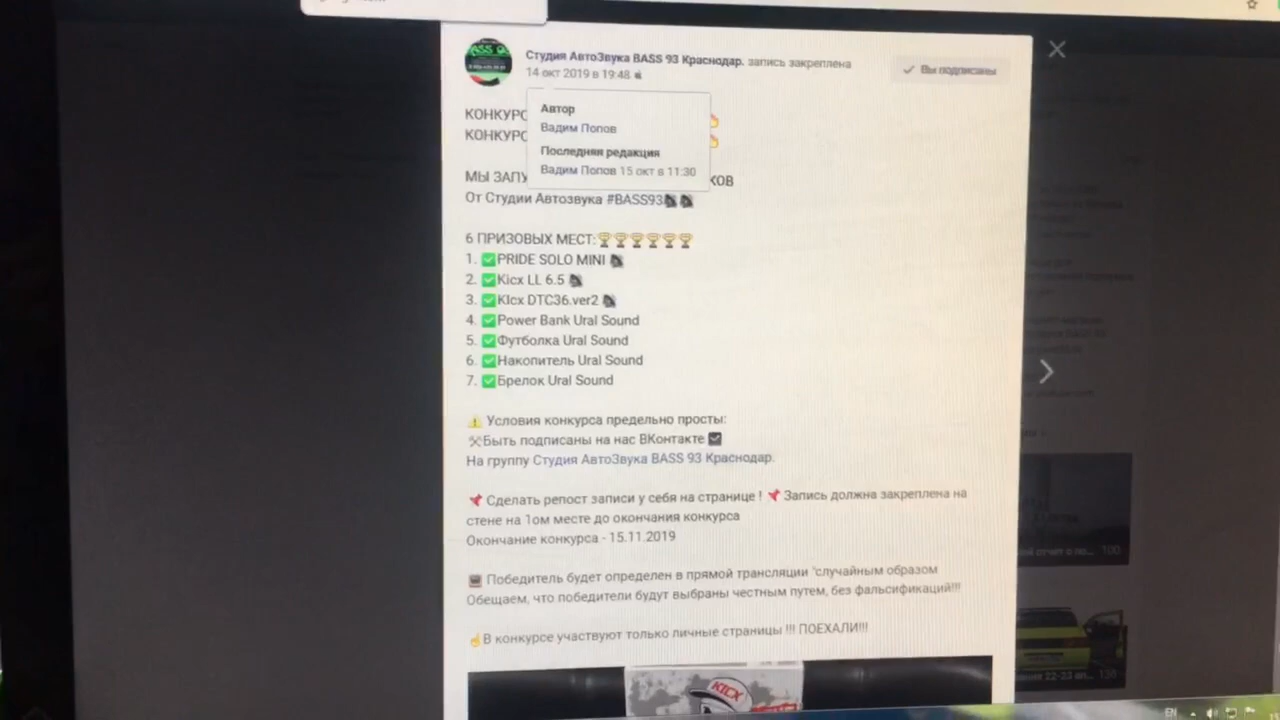 Студия АвтоЗвука BASS 93 Краснодар. запись закреплена
14 окт 2019 в 19:48
Вы подписаны
Автор
Вадим Попов
Последняя редакция
Вадим Попов 15 окт в 11:30
КОНКУРС
КОНКУРС
МЫ ЗАПУ КОВ
От Студии Автозвука #BASS93
6 ПРИЗОВЫХ МЕСТ:
1. PRIDE SOLO MINI
2. Kicx LL 6.5
3. KIcx DTC36.ver2
4. Power Bank Ural Sound
5. Футболка Ural Sound
6. Накопитель Ural Sound
7. Брелок Ural Sound
Условия конкурса предельно просты:
Быть подписаны на нас ВКонтакте
На группу Студия АвтоЗвука BASS 93 Краснодар.
Сделать репост записи у себя на странице ! Запись должна закреплена на
стене на 1ом месте до окончания конкурса
Окончание конкурса - 15.11.2019
Победитель будет определен в прямой трансляции "случайным образом
Обещаем, что победители будут выбраны честным путем, без фальсификаций!!!
В конкурсе участвуют только личные страницы !!! ПОЕХАЛИ!!!
KICX
100
136
EN